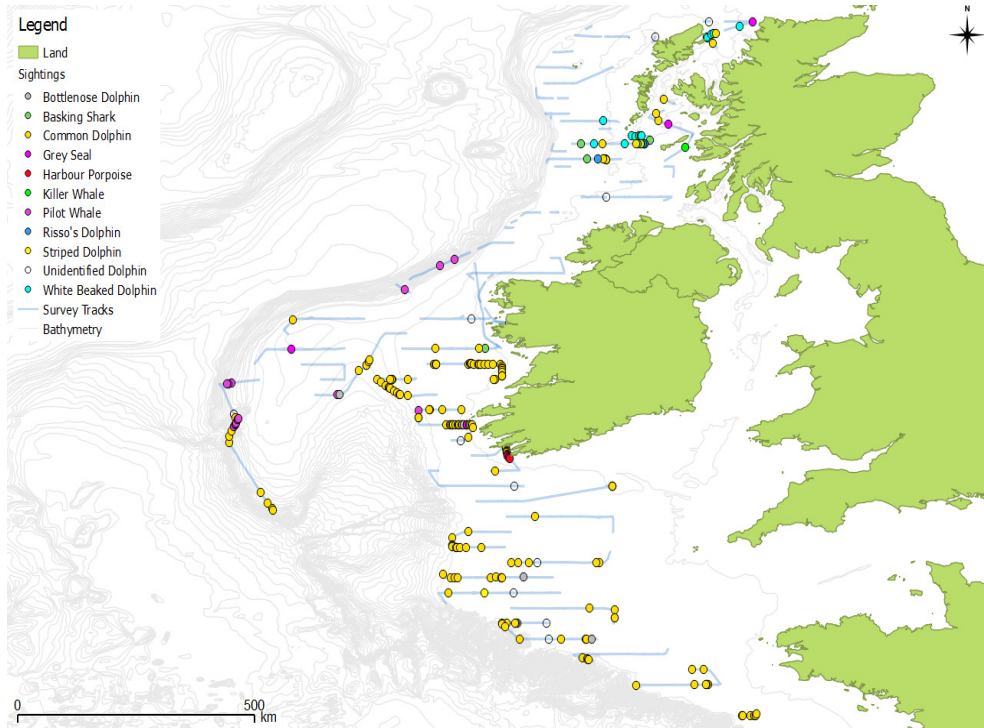 Legend
Land
Sightings
Bottlenose Dolphin
Basking Shark
Common Dolphin
Grey Seal
Harbour Porpoise
Killer Whale
Pilot Whale
Risso's Dolphin
Striped Dolphin
Unidentified Dolphin
White Beaked Dolphin
Survey Tracks
Bathymetry
N
0 500
km